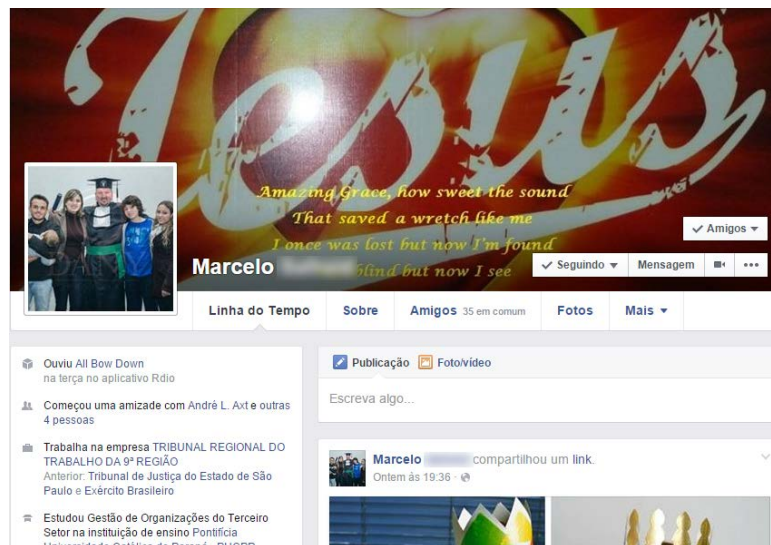 Jesus
Amazing Grace, how sweet the sound
That saved a wretch like me
I once was lost but now I'm found
blind but now I see
Amigos
Marcelo
Seguindo
Mensagem
Linha do Tempo
Sobre
Amigos 35 em comum
Fotos
Mais
Ouviu All Bow Down
na terça no aplicativo Rdio
Começou uma amizade com André L. Axt e outras
4 pessoas
Trabalha na empresa TRIBUNAL REGIONAL DO
TRABALHO DA 9ª REGIÃO
Anterior: Tribunal de Justiça do Estado de São
Paulo e Exército Brasileiro
Estudou Gestão de Organizações do Terceiro
Setor na instituição de ensino Pontifícia
Publicação Foto/vídeo
Escreva algo...
Marcelo compartilhou um link.
Ontem às 19:36